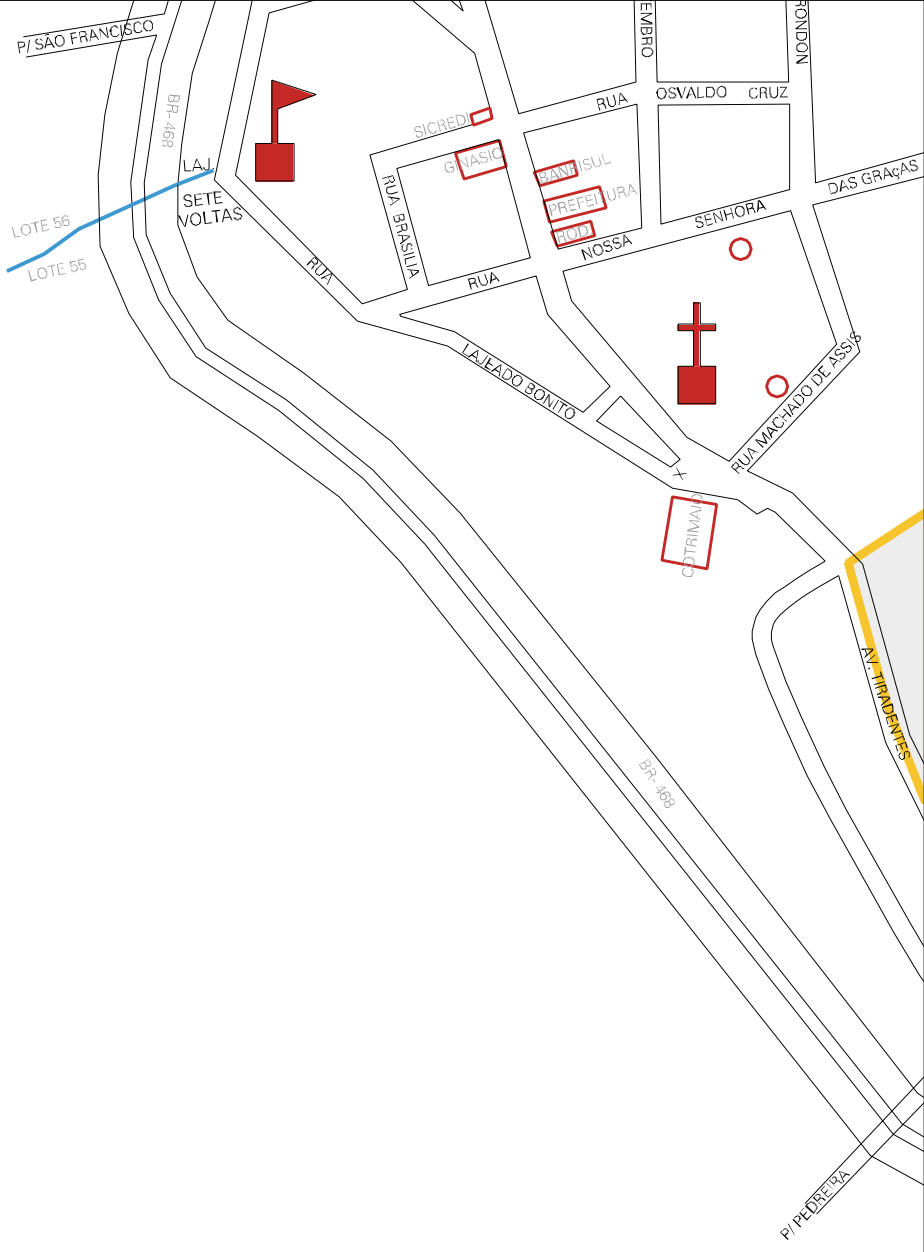 P/ SÃO FRANCISCO
EMBRO
RONDON
BR-468
RUA
OSVALDO CRUZ
SICREDI
GINASIO
BANRISUL
LAJ.
SETE
VOLTAS
RUA BRASILIA
PREFEITURA
DAS GRAçAS
LOTE 56
LOTE 55
ROD.
NOSSA
SENHORA
RUA
RUA
LAJEADO BONITO
RUA MACHADO DE ASSIS
COTRIMAIO
AV. TIRADENTES
BR-468
P/ PEDREIRA